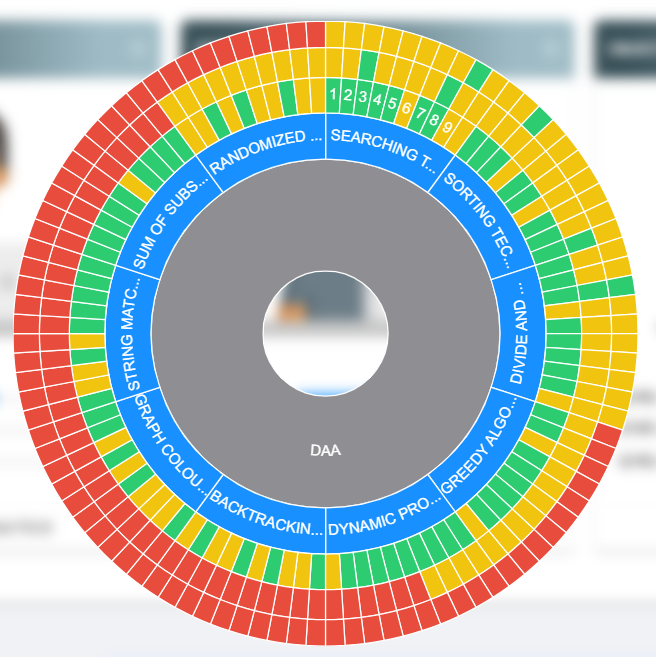 1 2 3 4 5 6 7 8 9
SEARCHING T...
SORTING TEC...
DIVIDE AND ...
GREEDY ALGO...
DYNAMIC PRO...
BACKTRACKIN...
GRAPH COLOU...
STRING MATC...
SUM OF SUBS...
RANDOMIZED ...
DAA